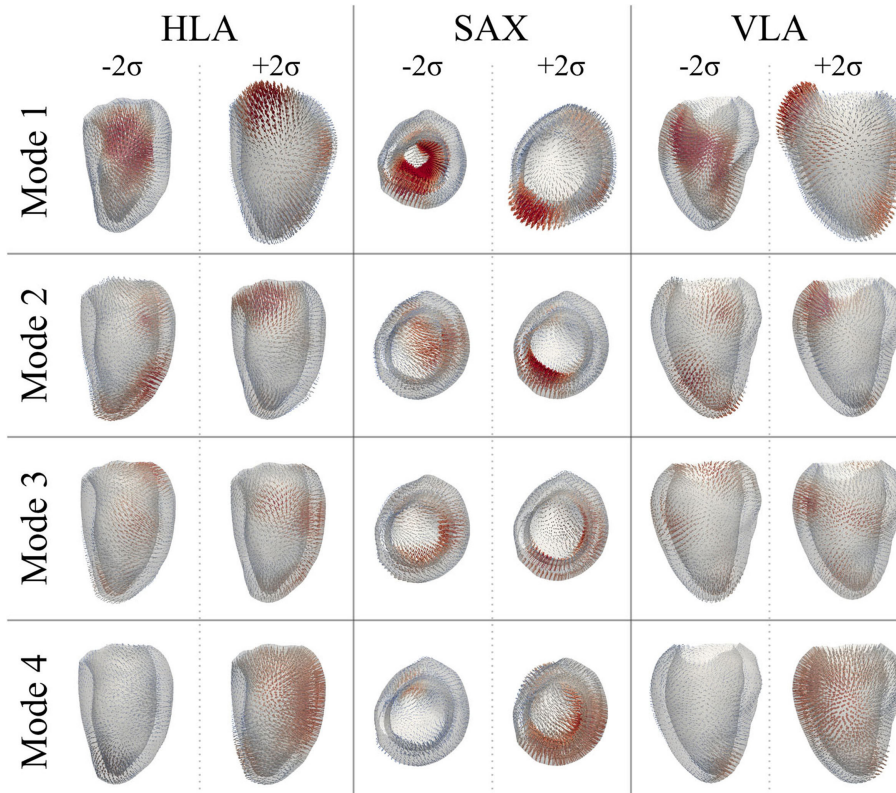 HLA SAX VLA
-2σ +2σ -2σ +2σ -2σ +2σ
Mode 1
Mode 2
Mode 3
Mode 4